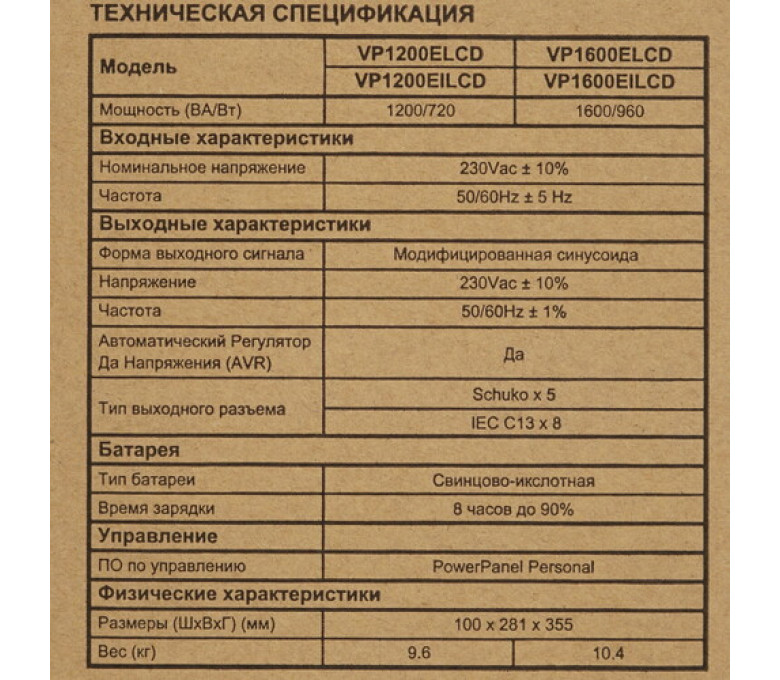 ТЕХНИЧЕСКАЯ СПЕЦИФИКАЦИЯ
Модель
VP1200ELCD VP1600ELCD
VP1200EILCD VP1600EILCD
Мощность (ВА/Вт) 1200/720 1600/960
Входные характеристики
Номинальное напряжение 230Vac ± 10%
Частота 50/60Hz ± 5 Hz
Выходные характеристики
Форма выходного сигнала Модифицированная синусоида
Напряжение 230Vac ± 10%
Частота 50/60Hz ± 1%
Автоматический Регулятор
Да Напряжения (AVR)
Да
Тип выходного разъема
Schuko x 5
IEC C13 x 8
Батарея
Тип батареи Свинцово-икслотная
Время зарядки 8 часов до 90%
Управление
ПО по управлению PowerPanel Personal
Физические характеристики
Размеры (ШхВхГ) (мм) 100 x 281 x 355
Вес (кг) 9.6 10.4